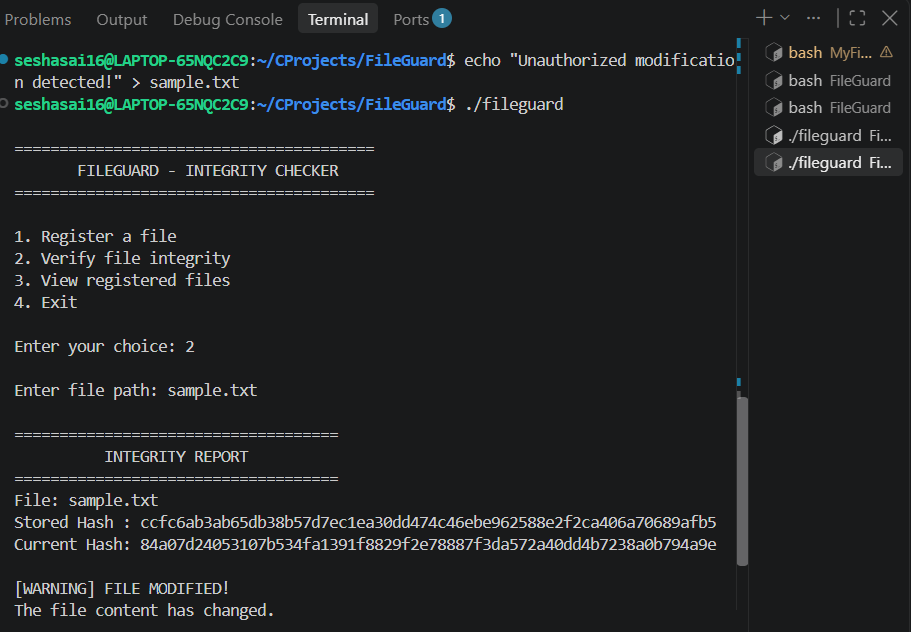 Problems Output Debug Console Terminal Ports 1
seshasai16@LAPTOP-65NQC2C9:~/CProjects/FileGuard$ echo "Unauthorized modificatio
n detected!" > sample.txt
seshasai16@LAPTOP-65NQC2C9:~/CProjects/FileGuard$ ./fileguard
========================================
FILEGUARD - INTEGRITY CHECKER
========================================
1. Register a file
2. Verify file integrity
3. View registered files
4. Exit
Enter your choice: 2
Enter file path: sample.txt
====================================
INTEGRITY REPORT
====================================
File: sample.txt
Stored Hash : ccfc6ab3ab65db38b57d7ec1ea30dd474c46ebe962588e2f2ca406a70689afb5
Current Hash: 84a07d24053107b534fa1391f8829f2e78887f3da572a40dd4b7238a0b794a9e
[WARNING] FILE MODIFIED!
The file content has changed.
bash MyFi...
bash FileGuard
bash FileGuard
./fileguard Fi...
./fileguard Fi...